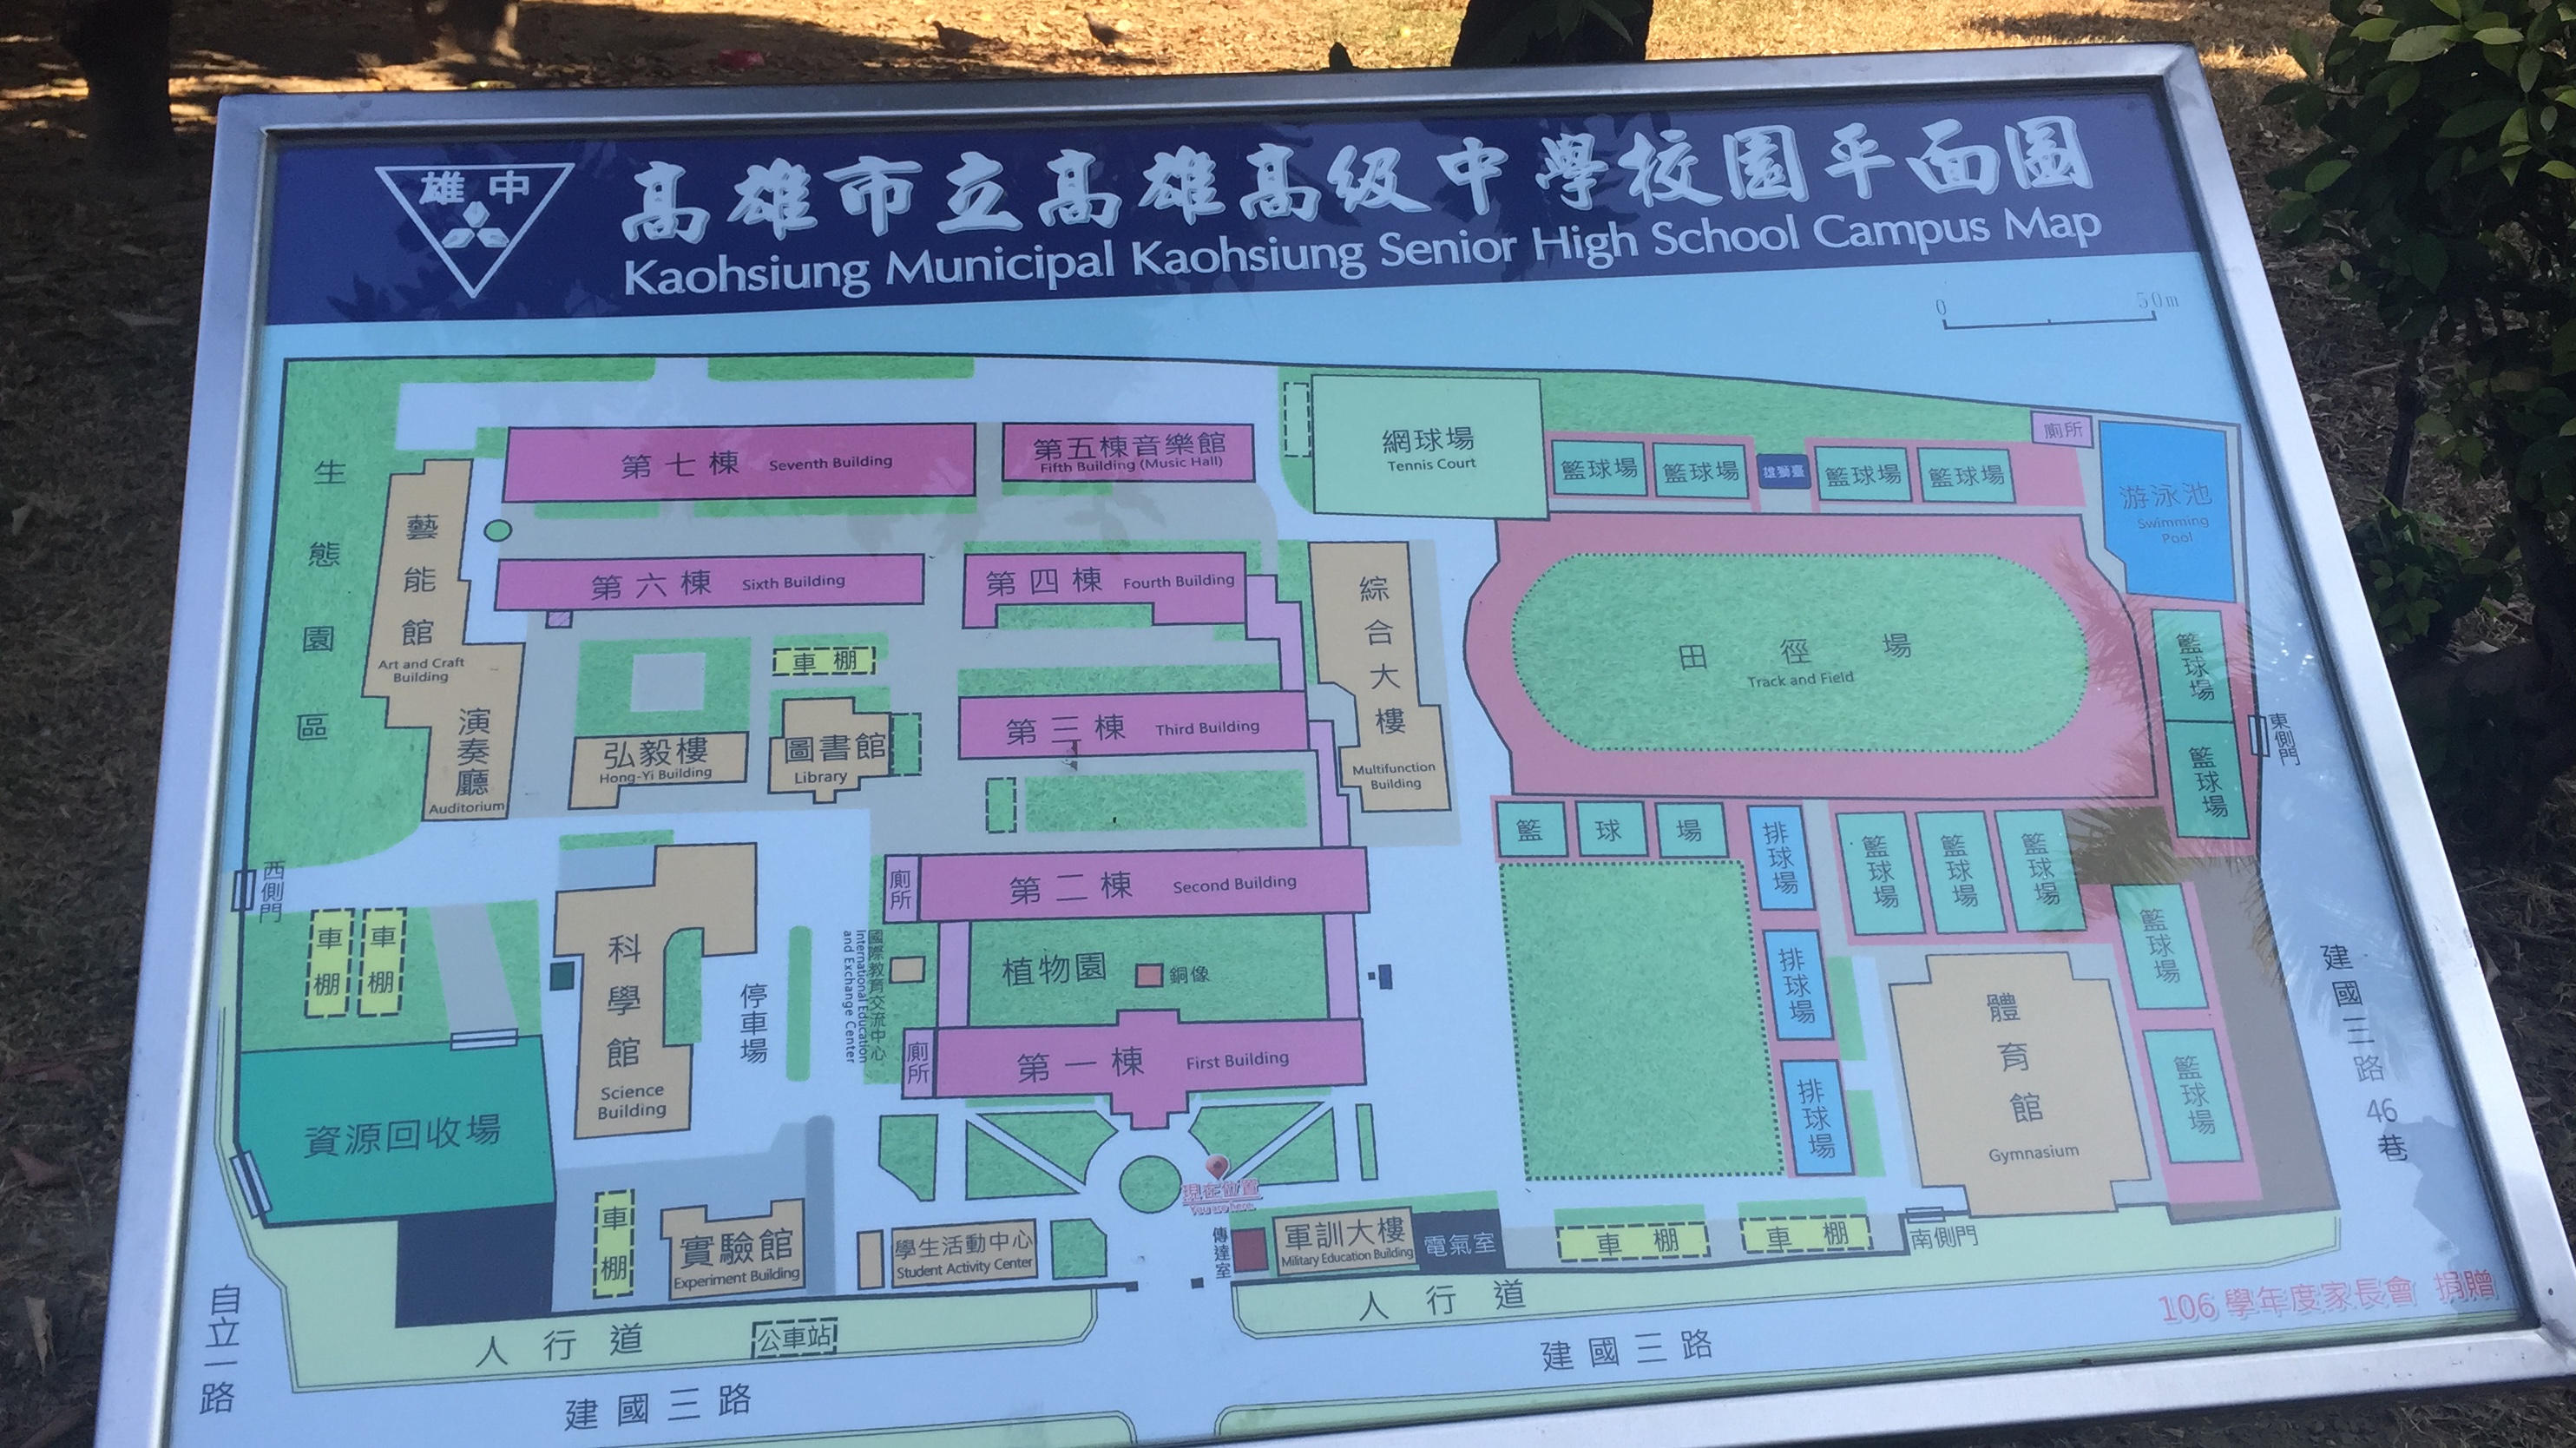 雄中
高雄市立高雄高級中學校園平面圖
Kaohsiung Municipal Kaohsiung Senior High School Campus Map
0 50m
生態園區
藝能館
Art and Craft
Building
演奏廳
Auditorium
第七棟 Seventh Building
第五棟音樂館
Fifth Building (Music Hall)
網球場
Tennis Court
籃球場
籃球場
雄獅臺
籃球場
籃球場
廁所
游泳池
Swimming
Pool
第六棟 Sixth Building
第四棟 Fourth Building
綜合大樓
Multifunction
Building
田徑場
Track and Field
籃球場
籃球場
東側門
車棚
弘毅樓
Hong-Yi Building
圖書館
Library
第三棟 Third Building
西側門
車棚
車棚
科學館
Science
Building
停車場
廁所
第二棟 Second Building
國際教育交流中心
International Education
and Exchange Center
植物園
銅像
廁所
第一棟 First Building
籃球場
排球場
排球場
排球場
籃球場
籃球場
籃球場
籃球場
籃球場
體育館
Gymnasium
建國三路46巷
資源回收場
車棚
實驗館
Experiment Building
學生活動中心
Student Activity Center
現在位置
You are here
傳達室
軍訓大樓
Military Education Building
電氣室
車棚
車棚
南側門
人行道
公車站
人行道
自立一路
建國三路
建國三路
106學年度家長會 捐贈